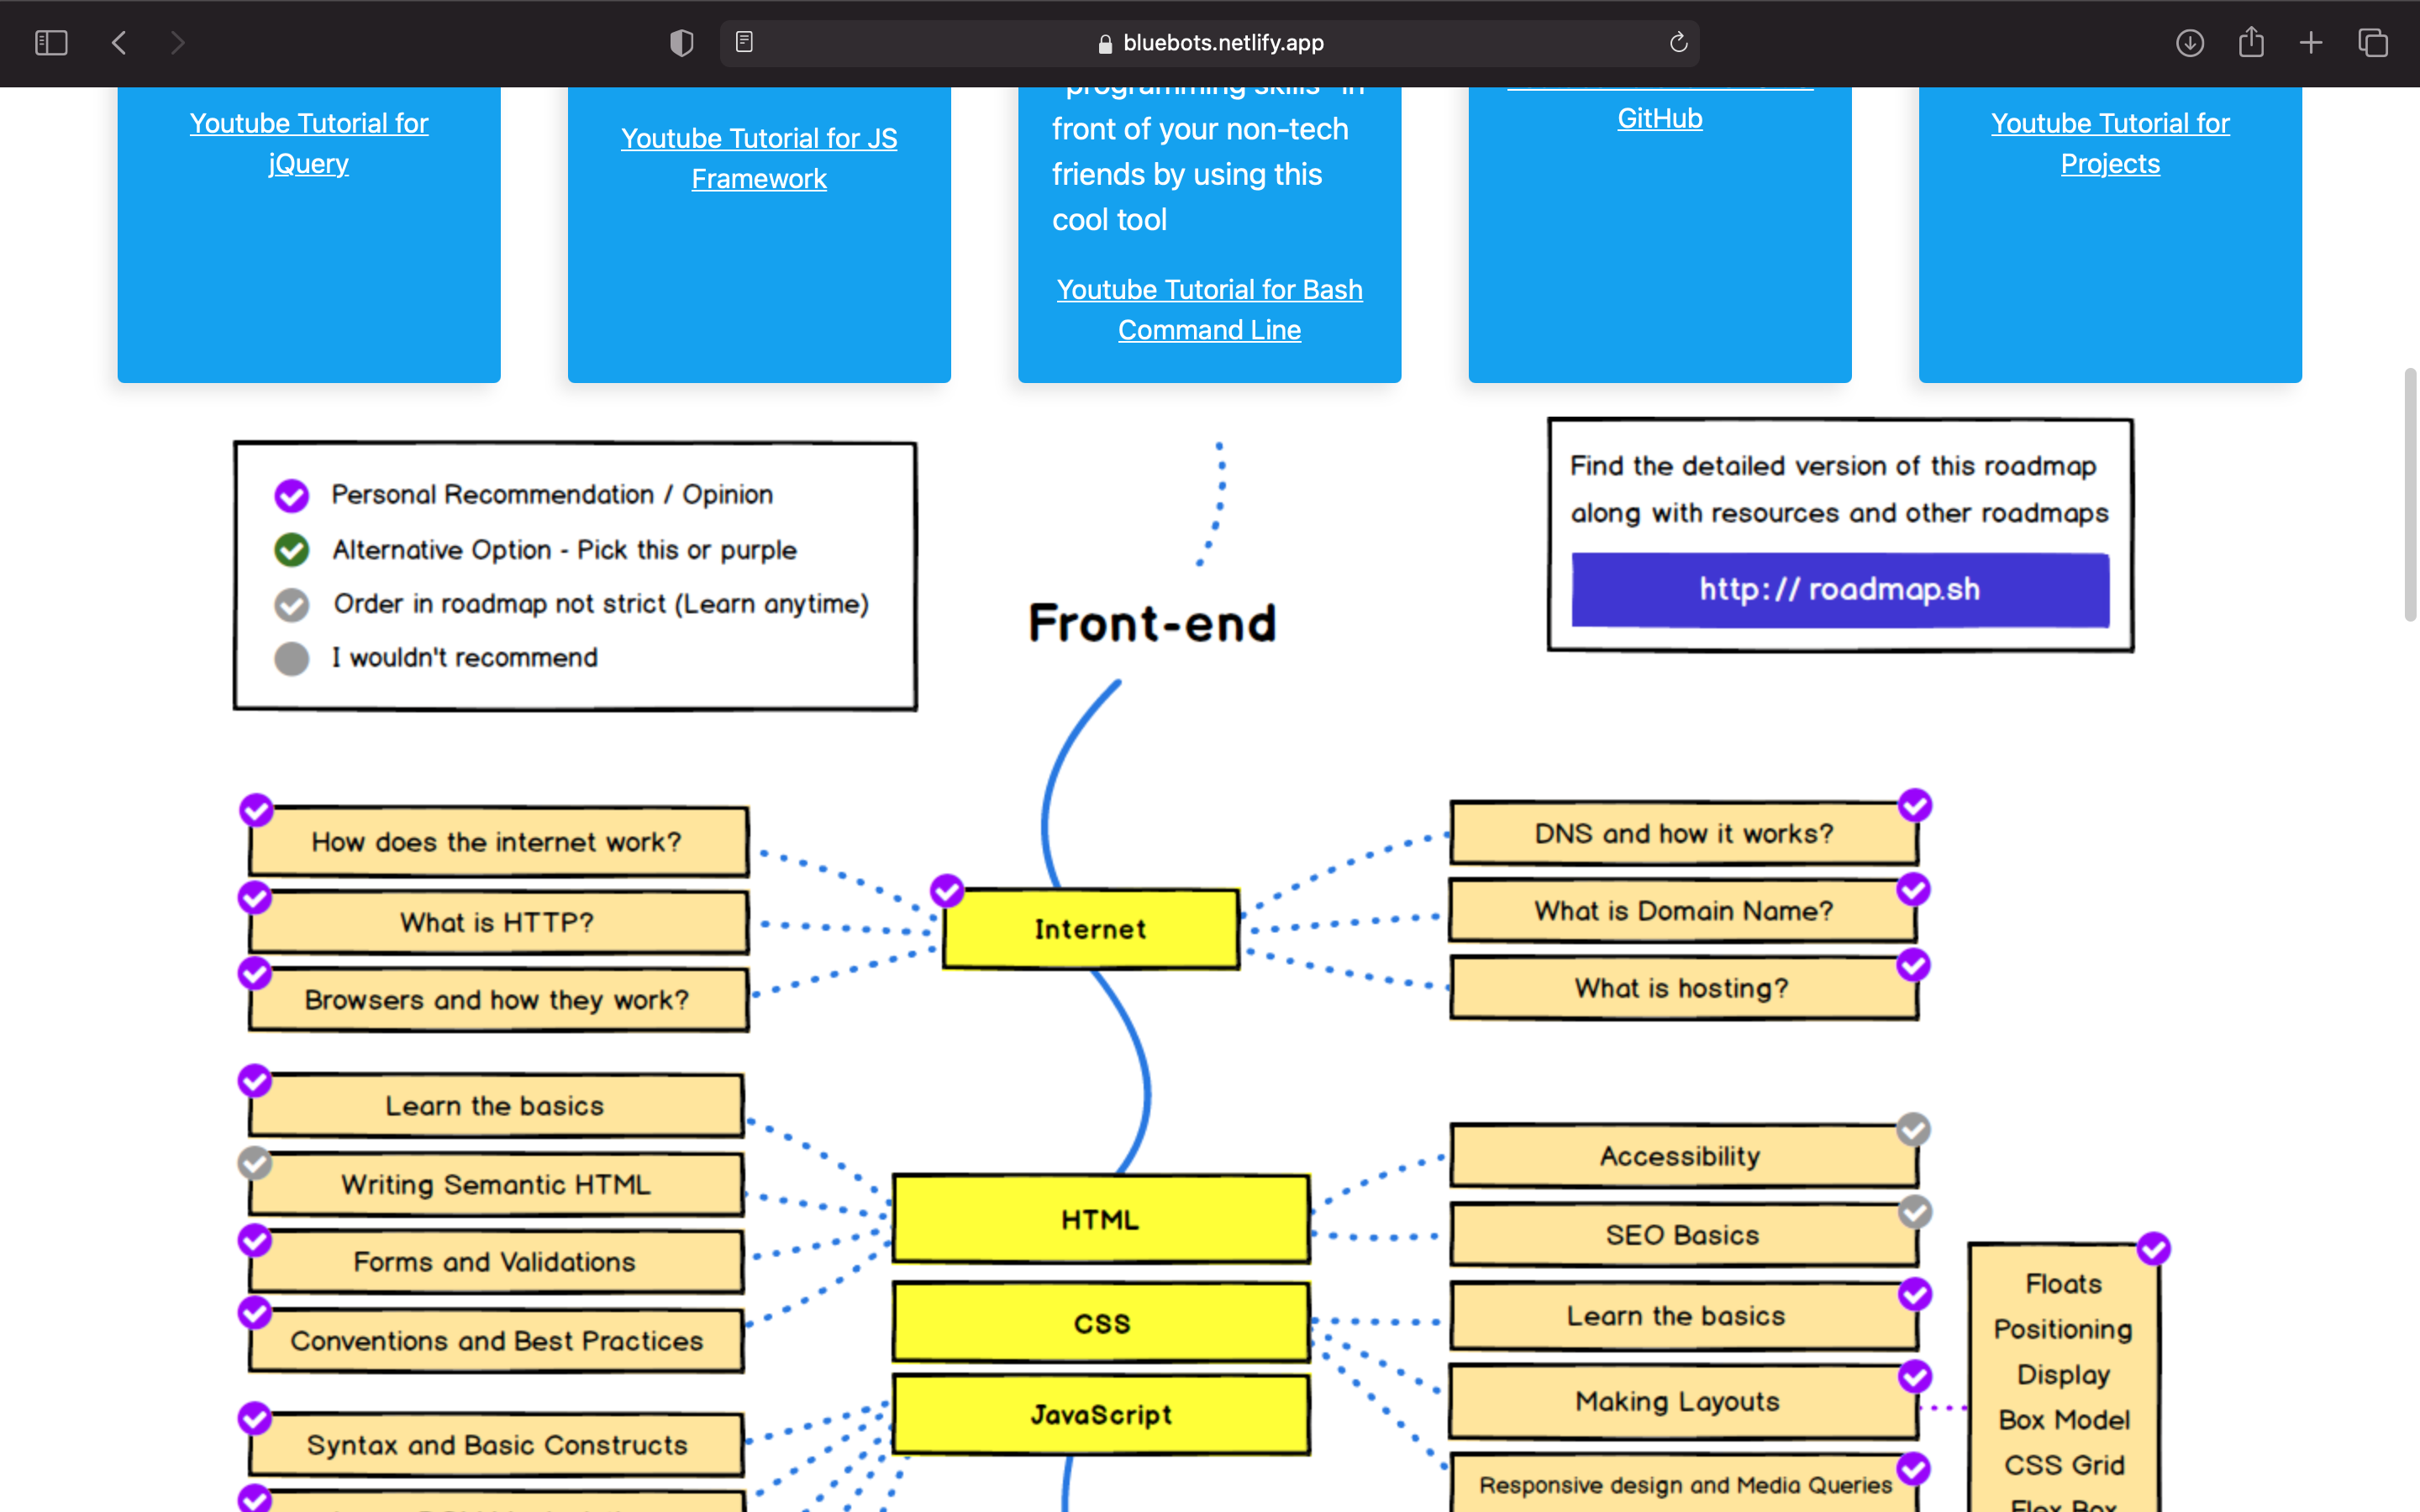 bluebots.netlify.app
Youtube Tutorial for
jQuery
Youtube Tutorial for JS
Framework
"programming skills" in
front of your non-tech
friends by using this
cool tool
Youtube Tutorial for Bash
Command Line
GitHub
Youtube Tutorial for
Projects
Personal Recommendation / Opinion
Alternative Option - Pick this or purple
Order in roadmap not strict (Learn anytime)
I wouldn't recommend
Front-end
Find the detailed version of this roadmap
along with resources and other roadmaps
http:// roadmap.sh
How does the internet work?
What is HTTP?
Browsers and how they work?
Internet
DNS and how it works?
What is Domain Name?
What is hosting?
Learn the basics
Writing Semantic HTML
Forms and Validations
Conventions and Best Practices
Syntax and Basic Constructs
HTML
CSS
JavaScript
Accessibility
SEO Basics
Learn the basics
Making Layouts
Responsive design and Media Queries
Floats
Positioning
Display
Box Model
CSS Grid
Flex Box